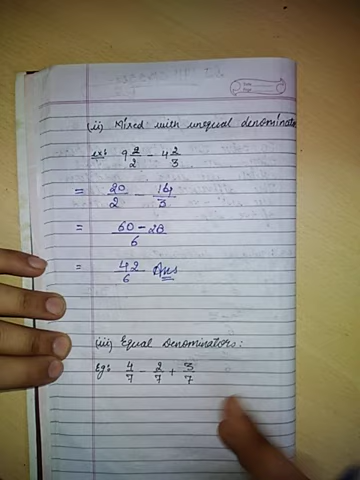 (ii) Mixed with unequal denominator
ex: 9 2/2 - 4 2/3
= 20/2 - 14/3
= 60-28/6
= 42/6 Ans
(iii) Equal Denominators:
Eg: 4/7 - 2/7 + 3/7